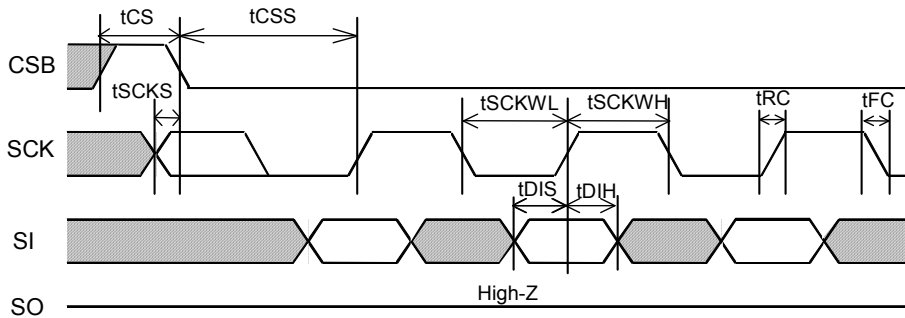 tCS
tCSS
CSB
tSCKS
tSCKWL
tSCKWH
tRC
tFC
SCK
tDIS
tDIH
SI
High-Z
SO